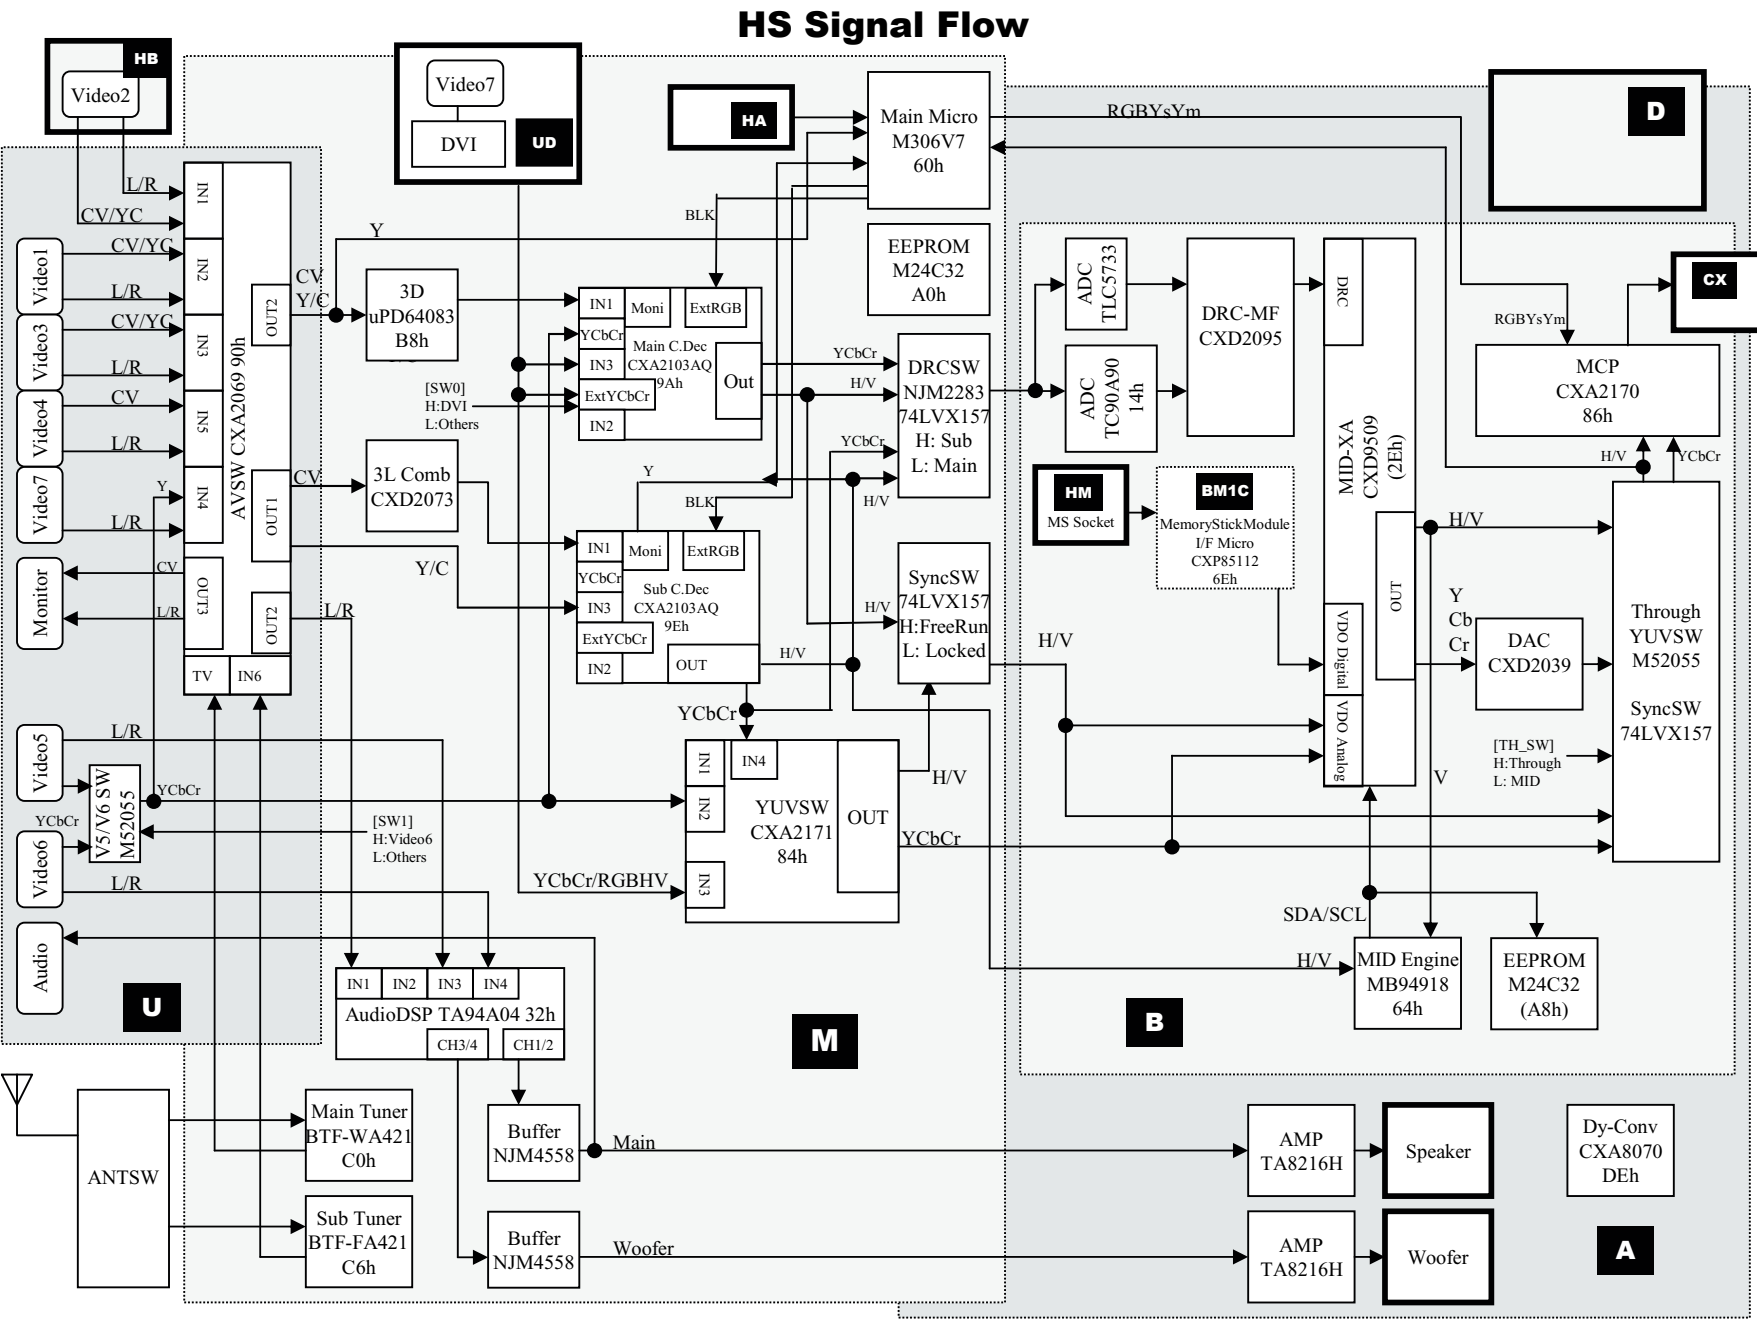 HS Signal Flow
HB
Video2
Video7
DVI
UD
HA
Main Micro
M306V7
60h
RGBYsYm
D
L/R
CV/YC
IN1
BLK
Y
EEPROM
M24C32
A0h
CX
Video1
CV/YC
L/R
IN2
CV
Y/C
OUT2
3D
uPD64083
B8h
IN1
Moni
ExtRGB
YCbCr
Main C.Dec
CXA2103AQ
9Ah
IN3
ExtYCbCr
IN2
Out
[SW0]
H:DVI
L:Others
YCbCr
H/V
DRCSW
NJM2283
74LVX157
H: Sub
L: Main
YCbCr
H/V
ADC
TLC5733
ADC
TC90A90
14h
DRC-MF
CXD2095
DRC
MID-XA
CXD9509
(2Eh)
RGBYsYm
MCP
CXA2170
86h
H/V
YCbCr
Video3
CV/YC
L/R
IN3
AVSW CXA2069 90h
Video4
CV
L/R
IN5
Video7
Y
L/R
IN4
OUT1
CV
3L Comb
CXD2073
Y/C
Y
BLK
IN1
Moni
ExtRGB
YCbCr
Sub C.Dec
CXA2103AQ
9Eh
IN3
ExtYCbCr
IN2
OUT
H/V
H/V
SyncSW
74LVX157
H:FreeRun
L: Locked
HM
MS Socket
BM1C
MemoryStickModule
I/F Micro
CXP85112
6Eh
OUT
H/V
Y
Cb
Cr
DAC
CXD2039
Through
YUVSW
M52055
SyncSW
74LVX157
[TH_SW]
H:Through
L: MID
Monitor
CV
L/R
OUT3
OUT2
L/R
TV
IN6
H/V
VDO Digital
VDO Analog
V
Video5
L/R
V5/V6 SW
M52055
YCbCr
YCbCr
Video6
L/R
[SW1]
H:Video6
L:Others
YCbCr
IN1
IN4
IN2
IN3
YUVSW
CXA2171
84h
OUT
H/V
YCbCr
YCbCr/RGBHV
Audio
U
IN1
IN2
IN3
IN4
AudioDSP TA94A04 32h
CH3/4
CH1/2
M
SDA/SCL
H/V
MID Engine
MB94918
64h
EEPROM
M24C32
(A8h)
B
ANTSW
Main Tuner
BTF-WA421
C0h
Sub Tuner
BTF-FA421
C6h
Buffer
NJM4558
Main
Buffer
NJM4558
Woofer
AMP
TA8216H
Speaker
AMP
TA8216H
Woofer
Dy-Conv
CXA8070
DEh
A